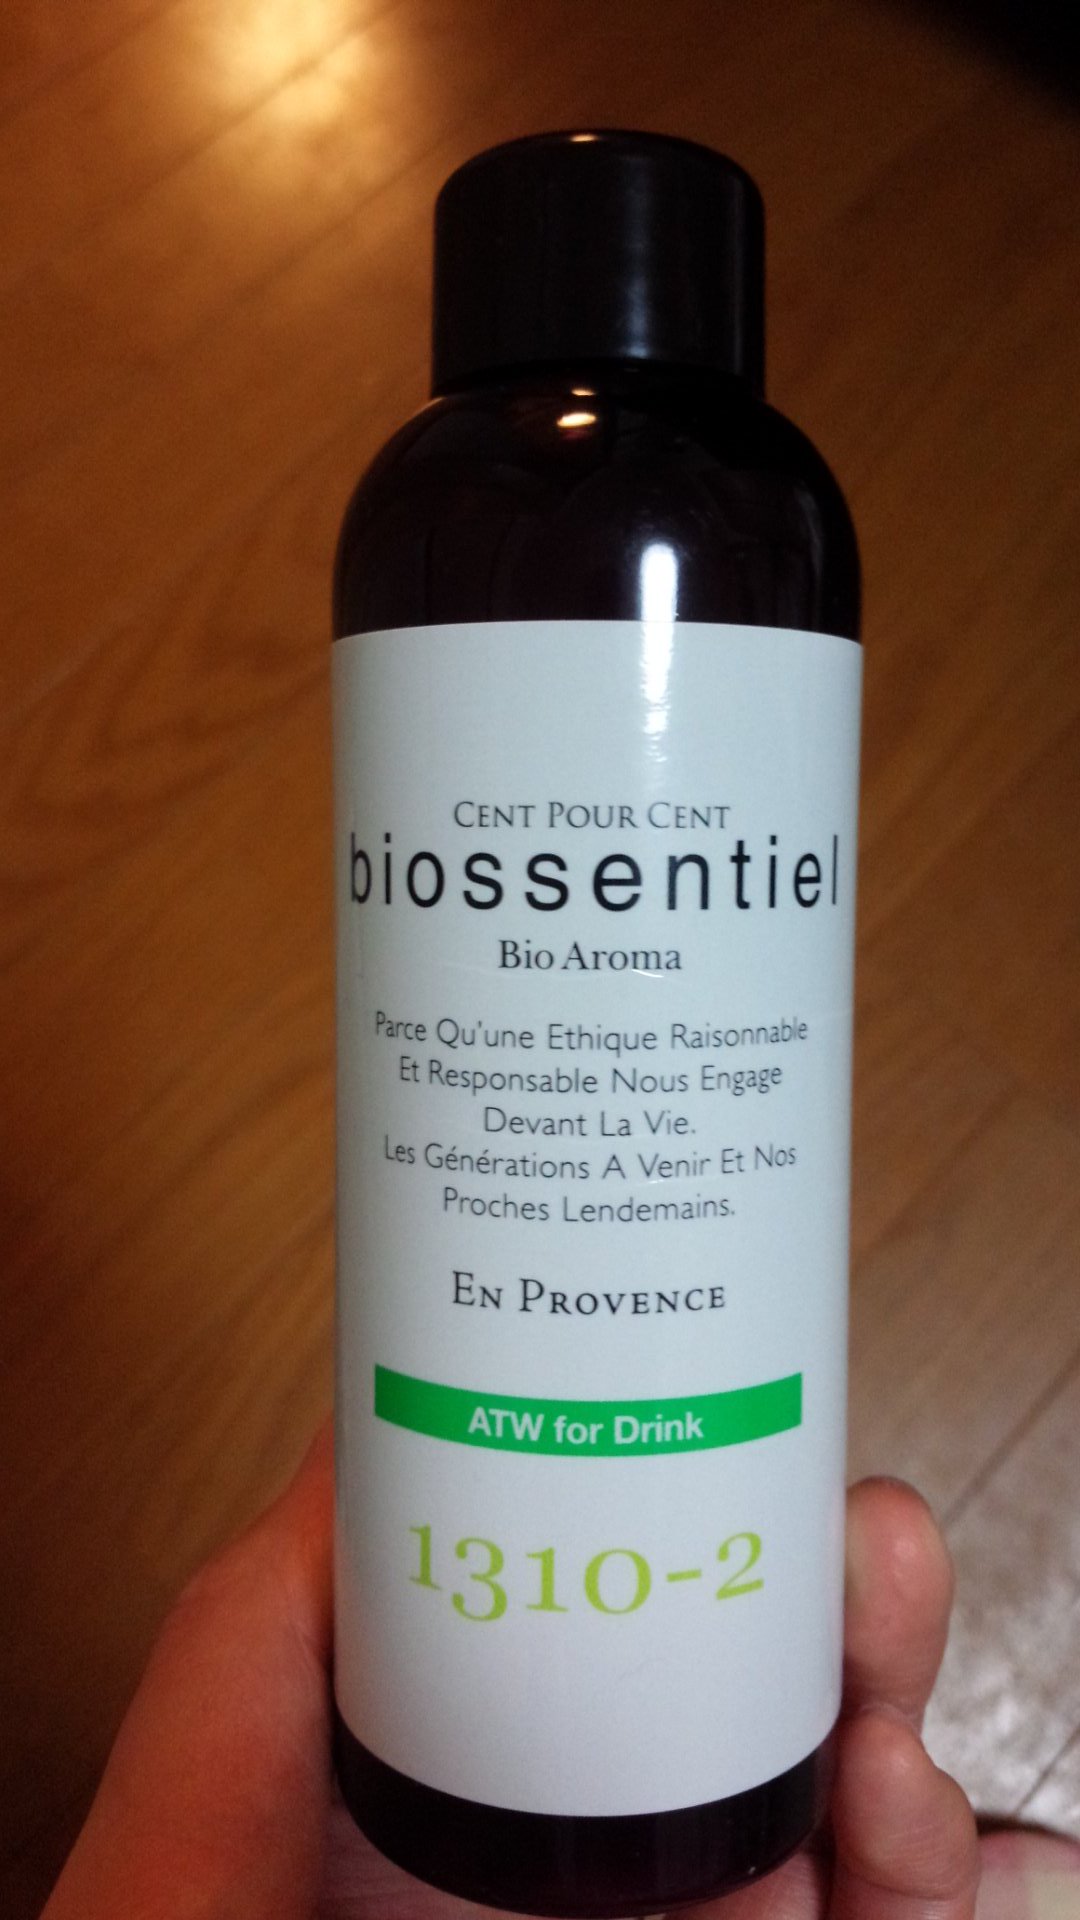 CENT POUR CENT
biossentiel
Bio Aroma
Parce Qu'une Ethique Raisonnable
Et Responsable Nous Engage
Devant La Vie.
Les Générations A Venir Et Nos
Proches Lendemains.
EN PROVENCE
ATW for Drink
1310-2